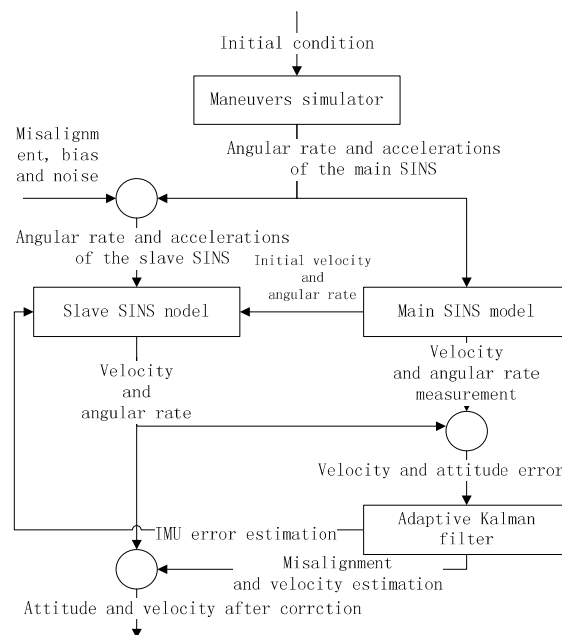 Initial condition
Maneuvers simulator
Misalignm
ent, bias
and noise
Angular rate and accelerations
of the main SINS
Angular rate and accelerations
of the slave SINS
Initial velocity
and
angular rate
Slave SINS nodel
Main SINS model
Velocity
and
angular rate
Velocity
and angular rate
measurement
Velocity and attitude error
Adaptive Kalman
filter
IMU error estimation
Misalignment
and velocity estimation
Attitude and velocity after corrction